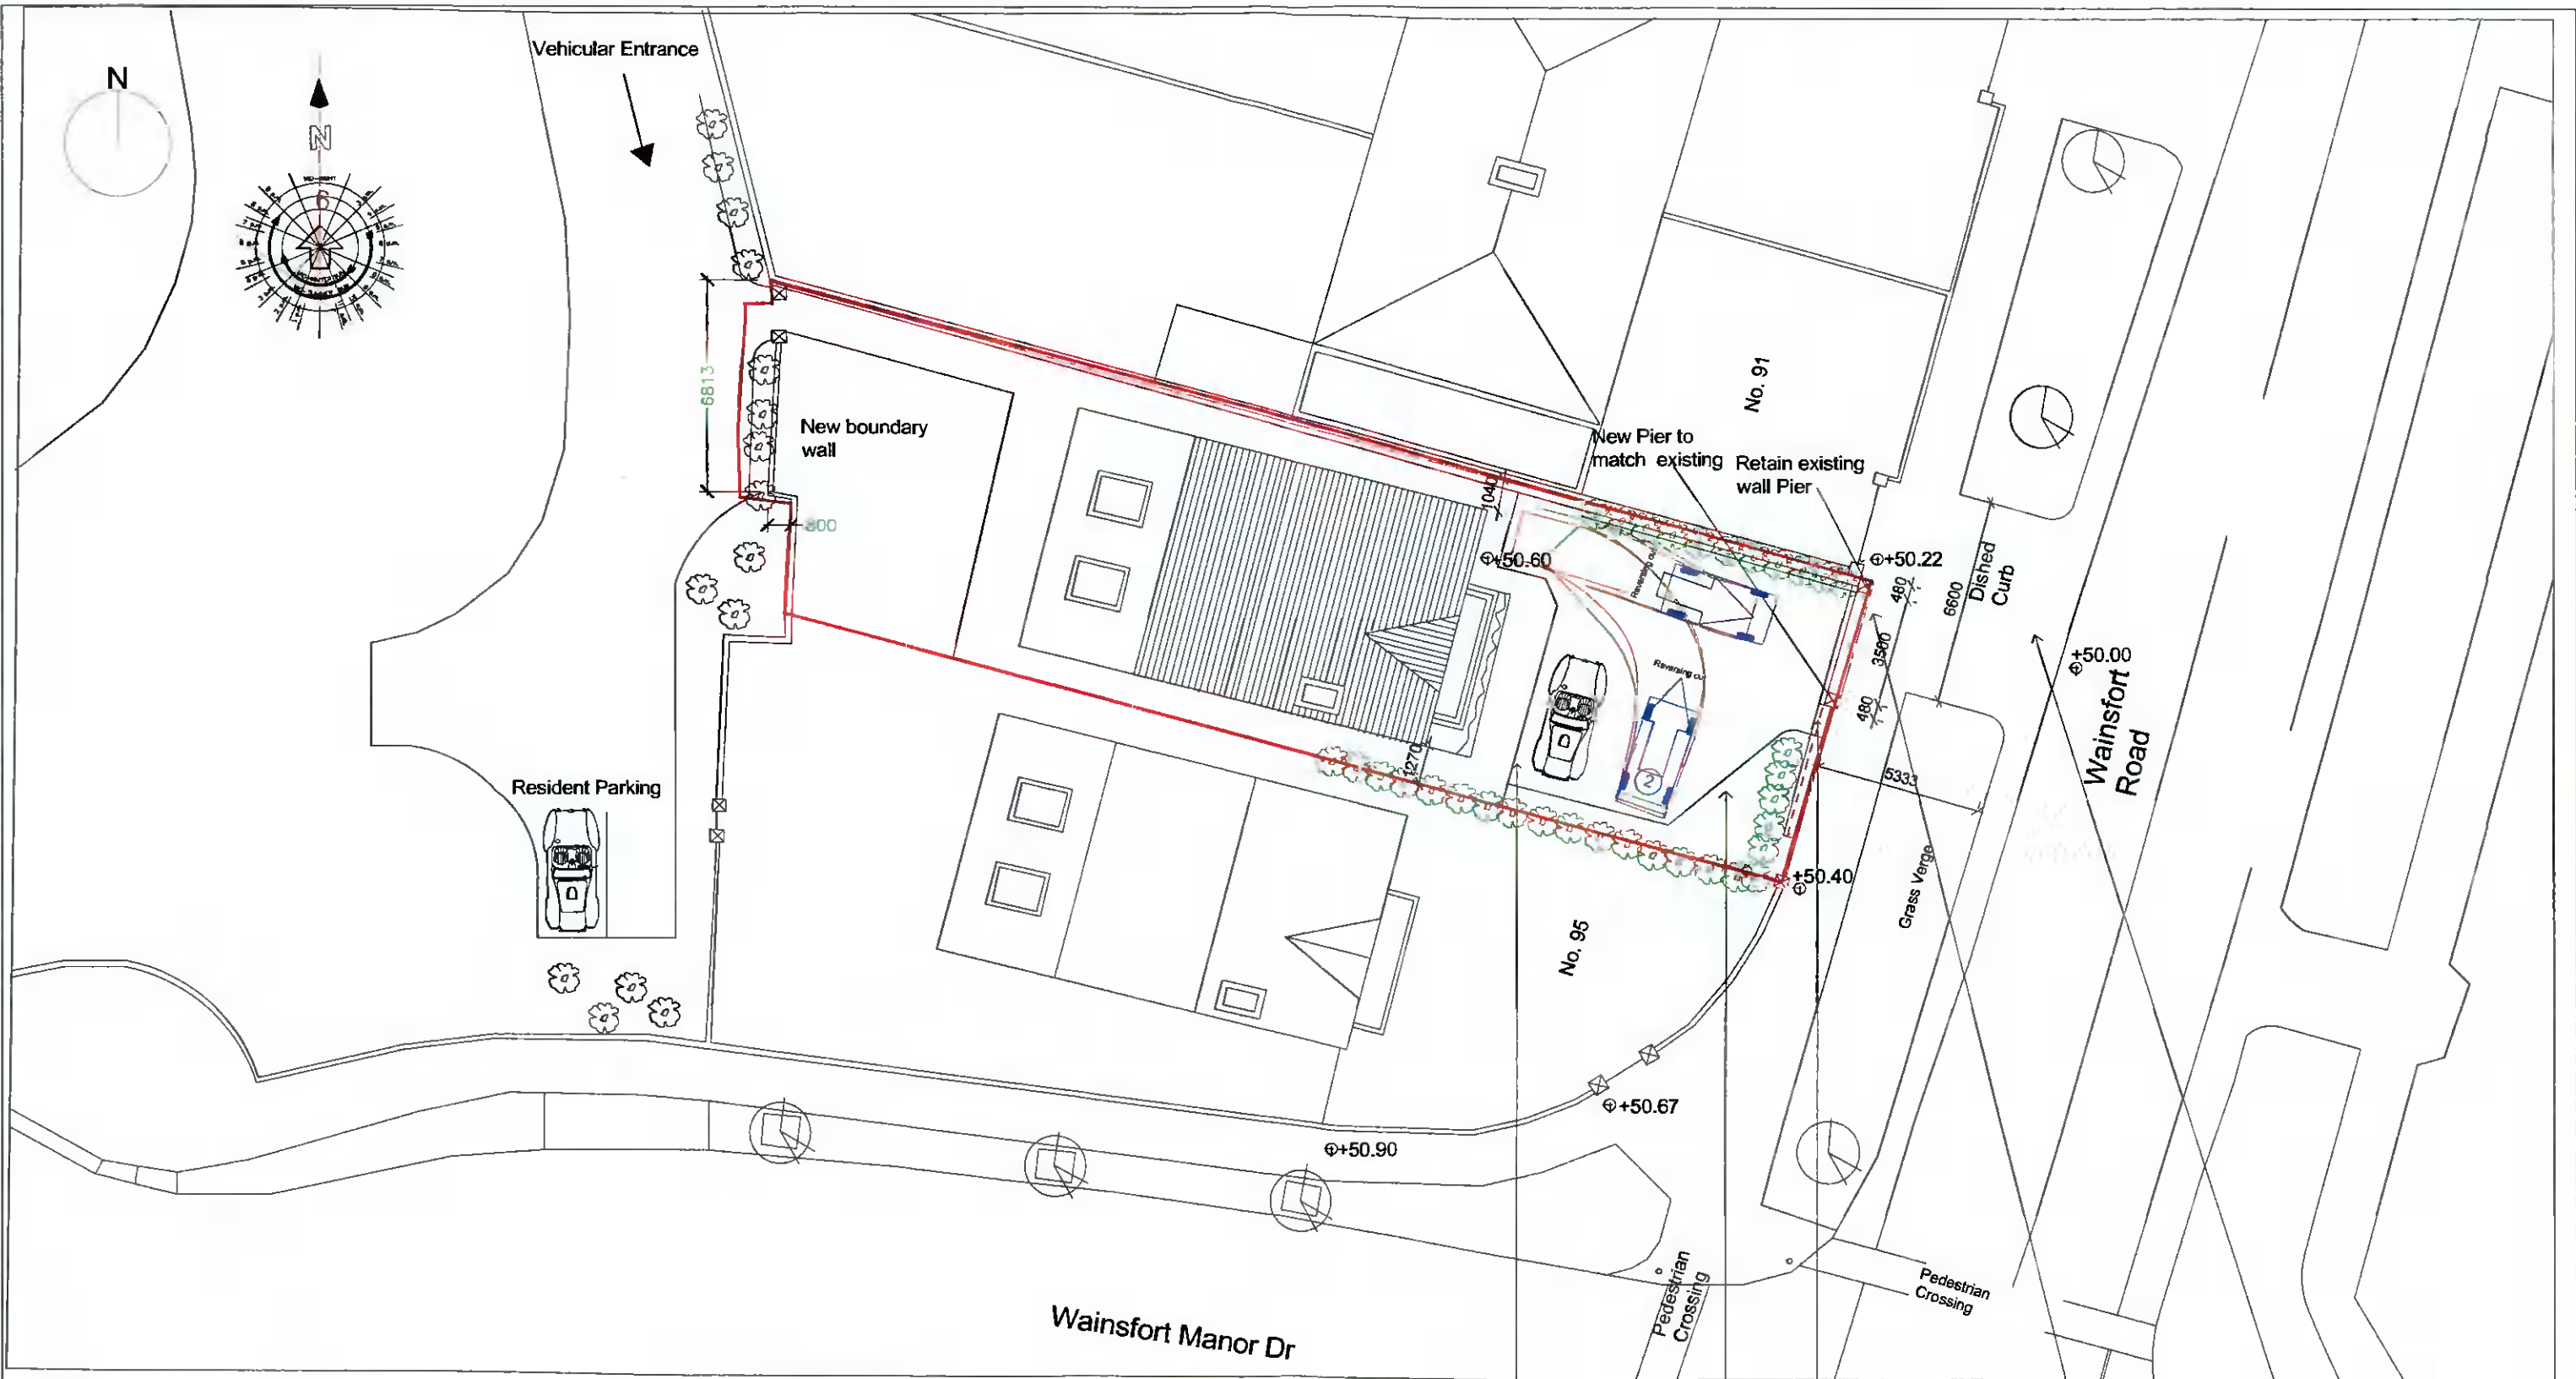 Vehicular Entrance
N
N
6813
New boundary
wall
800
No. 91
New Pier to
match existing
Retain existing
wall Pier
1040
+50.60
+50.22
Reversing out
480
3500
480
6600
Dished
Curb
+50.00
Wainsfort
Road
Reversing out
2
1270
5333
Resident Parking
+50.40
Grass Verge
No. 95
+50.67
+50.90
Pedestrian
Crossing
Pedestrian
Crossing
Wainsfort Manor Dr